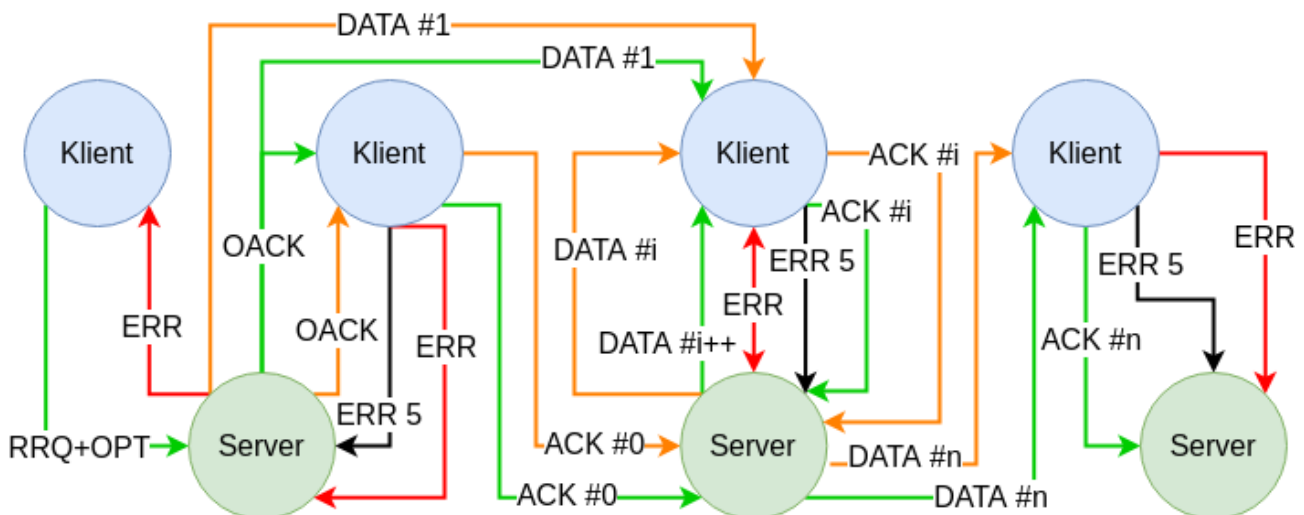 DATA #1
DATA #1
Klient
Klient
Klient
Klient
ACK #i
ACK #i
OACK
DATA #i
ERR 5
ERR
ERR 5
ERR
OACK
ERR
ERR
DATA #i++
ACK #n
ERR 5
RRQ+OPT
Server
ACK #0
Server
DATA #n
Server
ACK #0
DATA #n